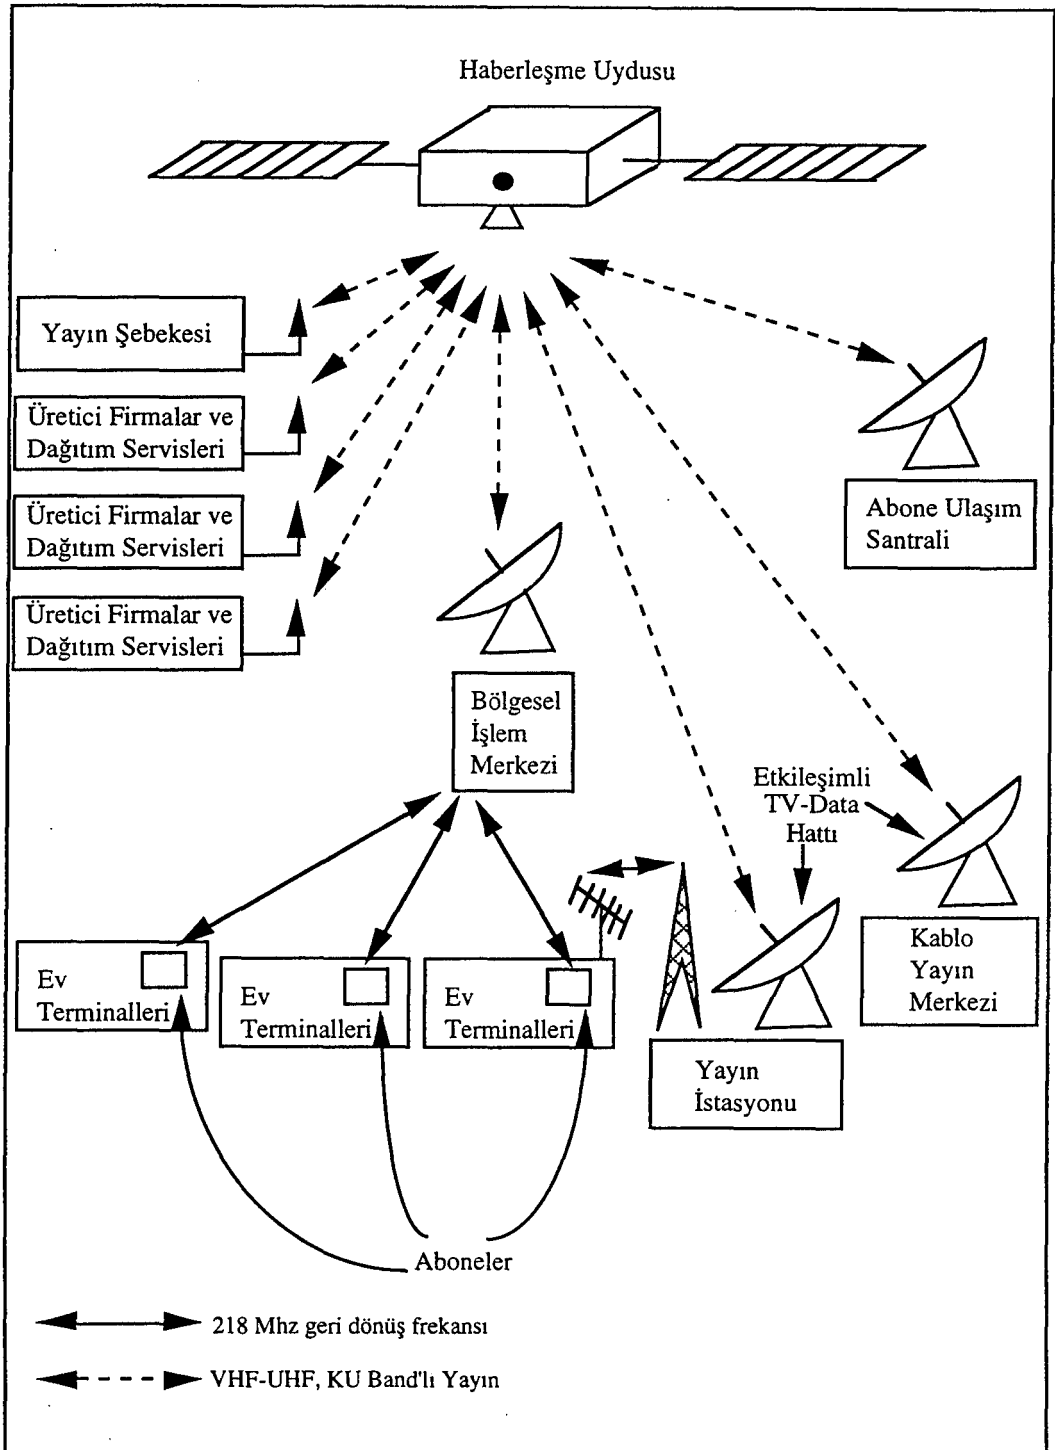 Haberleşme Uydusu
Yayın Şebekesi
Üretici Firmalar ve
Dağıtım Servisleri
Üretici Firmalar ve
Dağıtım Servisleri
Üretici Firmalar ve
Dağıtım Servisleri
Abone Ulaşım
Santrali
Bölgesel
İşlem
Merkezi
Etkileşimli
TV-Data
Hattı
Ev
Terminalleri
Ev
Terminalleri
Ev
Terminalleri
Kablo
Yayın
Merkezi
Yayın
İstasyonu
Aboneler
218 Mhz geri dönüş frekansı
VHF-UHF, KU Band'lı Yayın